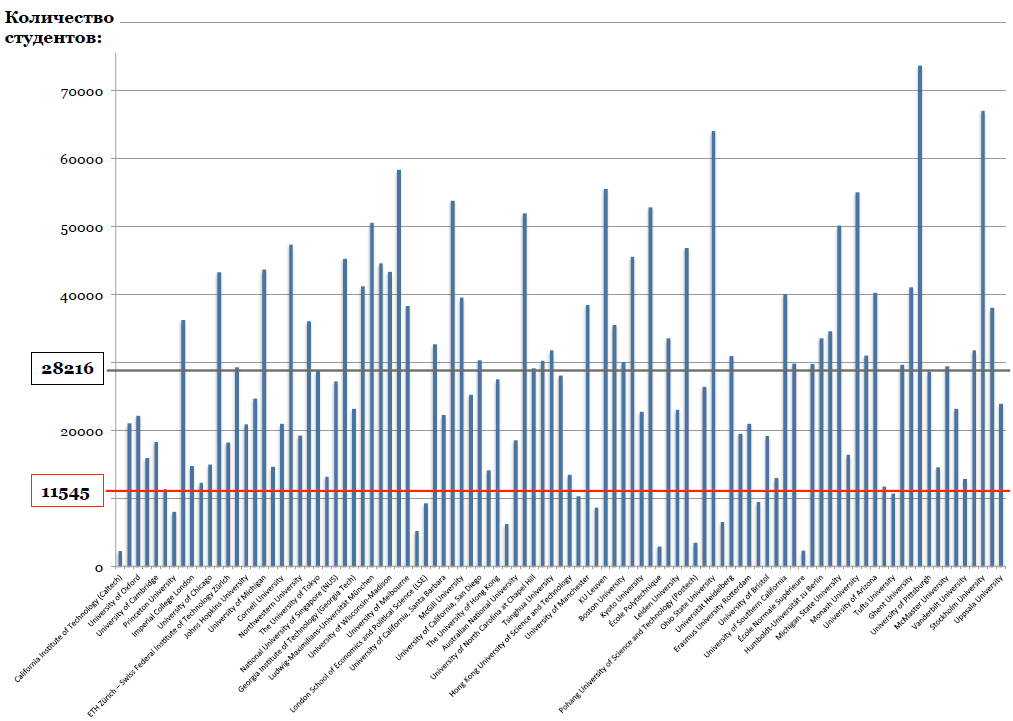 Количество
студентов:
70000
60000
50000
40000
28216
20000
11545
0
California Institute of Technology (Caltech)
University of Oxford
University of Cambridge
Princeton University
Imperial College London
University of Chicago
ETH Zürich – Swiss Federal Institute of Technology Zürich
Johns Hopkins University
University of Michigan
Cornell University
Northwestern University
The University of Tokyo
National University of Singapore (NUS)
Georgia Institute of Technology (Georgia Tech)
Ludwig-Maximilians-Universität München
University of Wisconsin-Madison
University of Melbourne
London School of Economics and Political Science (LSE)
University of California, Santa Barbara
McGill University
University of California, San Diego
The University of Hong Kong
Australian National University
University of North Carolina at Chapel Hill
Tsinghua University
Hong Kong University of Science and Technology
University of Manchester
KU Leuven
Boston University
Kyoto University
École Polytechnique
Leiden University
Pohang University of Science and Technology (Postech)
Ohio State University
Universität Heidelberg
Erasmus University Rotterdam
University of Bristol
University of Southern California
École Normale Supérieure
Humboldt-Universität zu Berlin
Michigan State University
Monash University
University of Arizona
Tufts University
Ghent University
University of Pittsburgh
McMaster University
Vanderbilt University
Stockholm University
Uppsala University